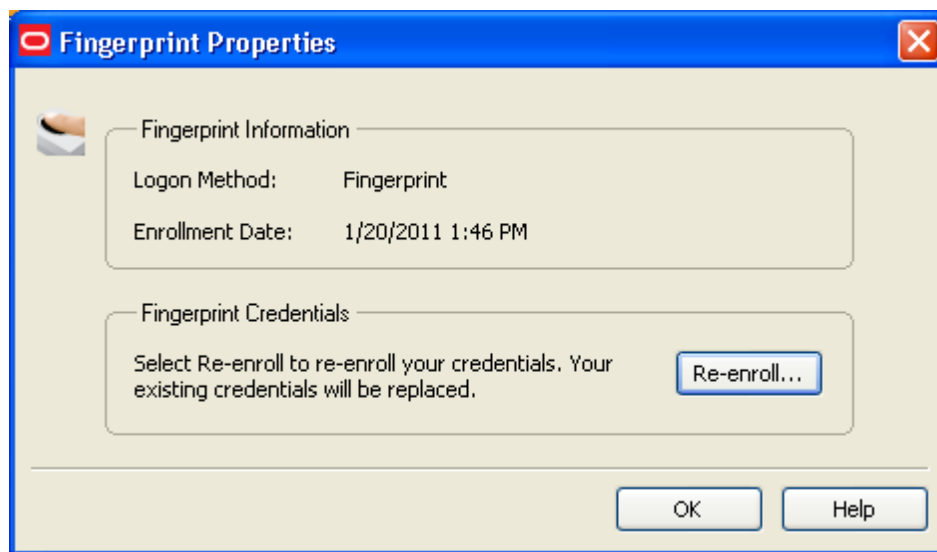 Fingerprint Properties
Fingerprint Information
Logon Method: Fingerprint
Enrollment Date: 1/20/2011 1:46 PM
Fingerprint Credentials
Select Re-enroll to re-enroll your credentials. Your
existing credentials will be replaced.
Re-enroll...
OK Help